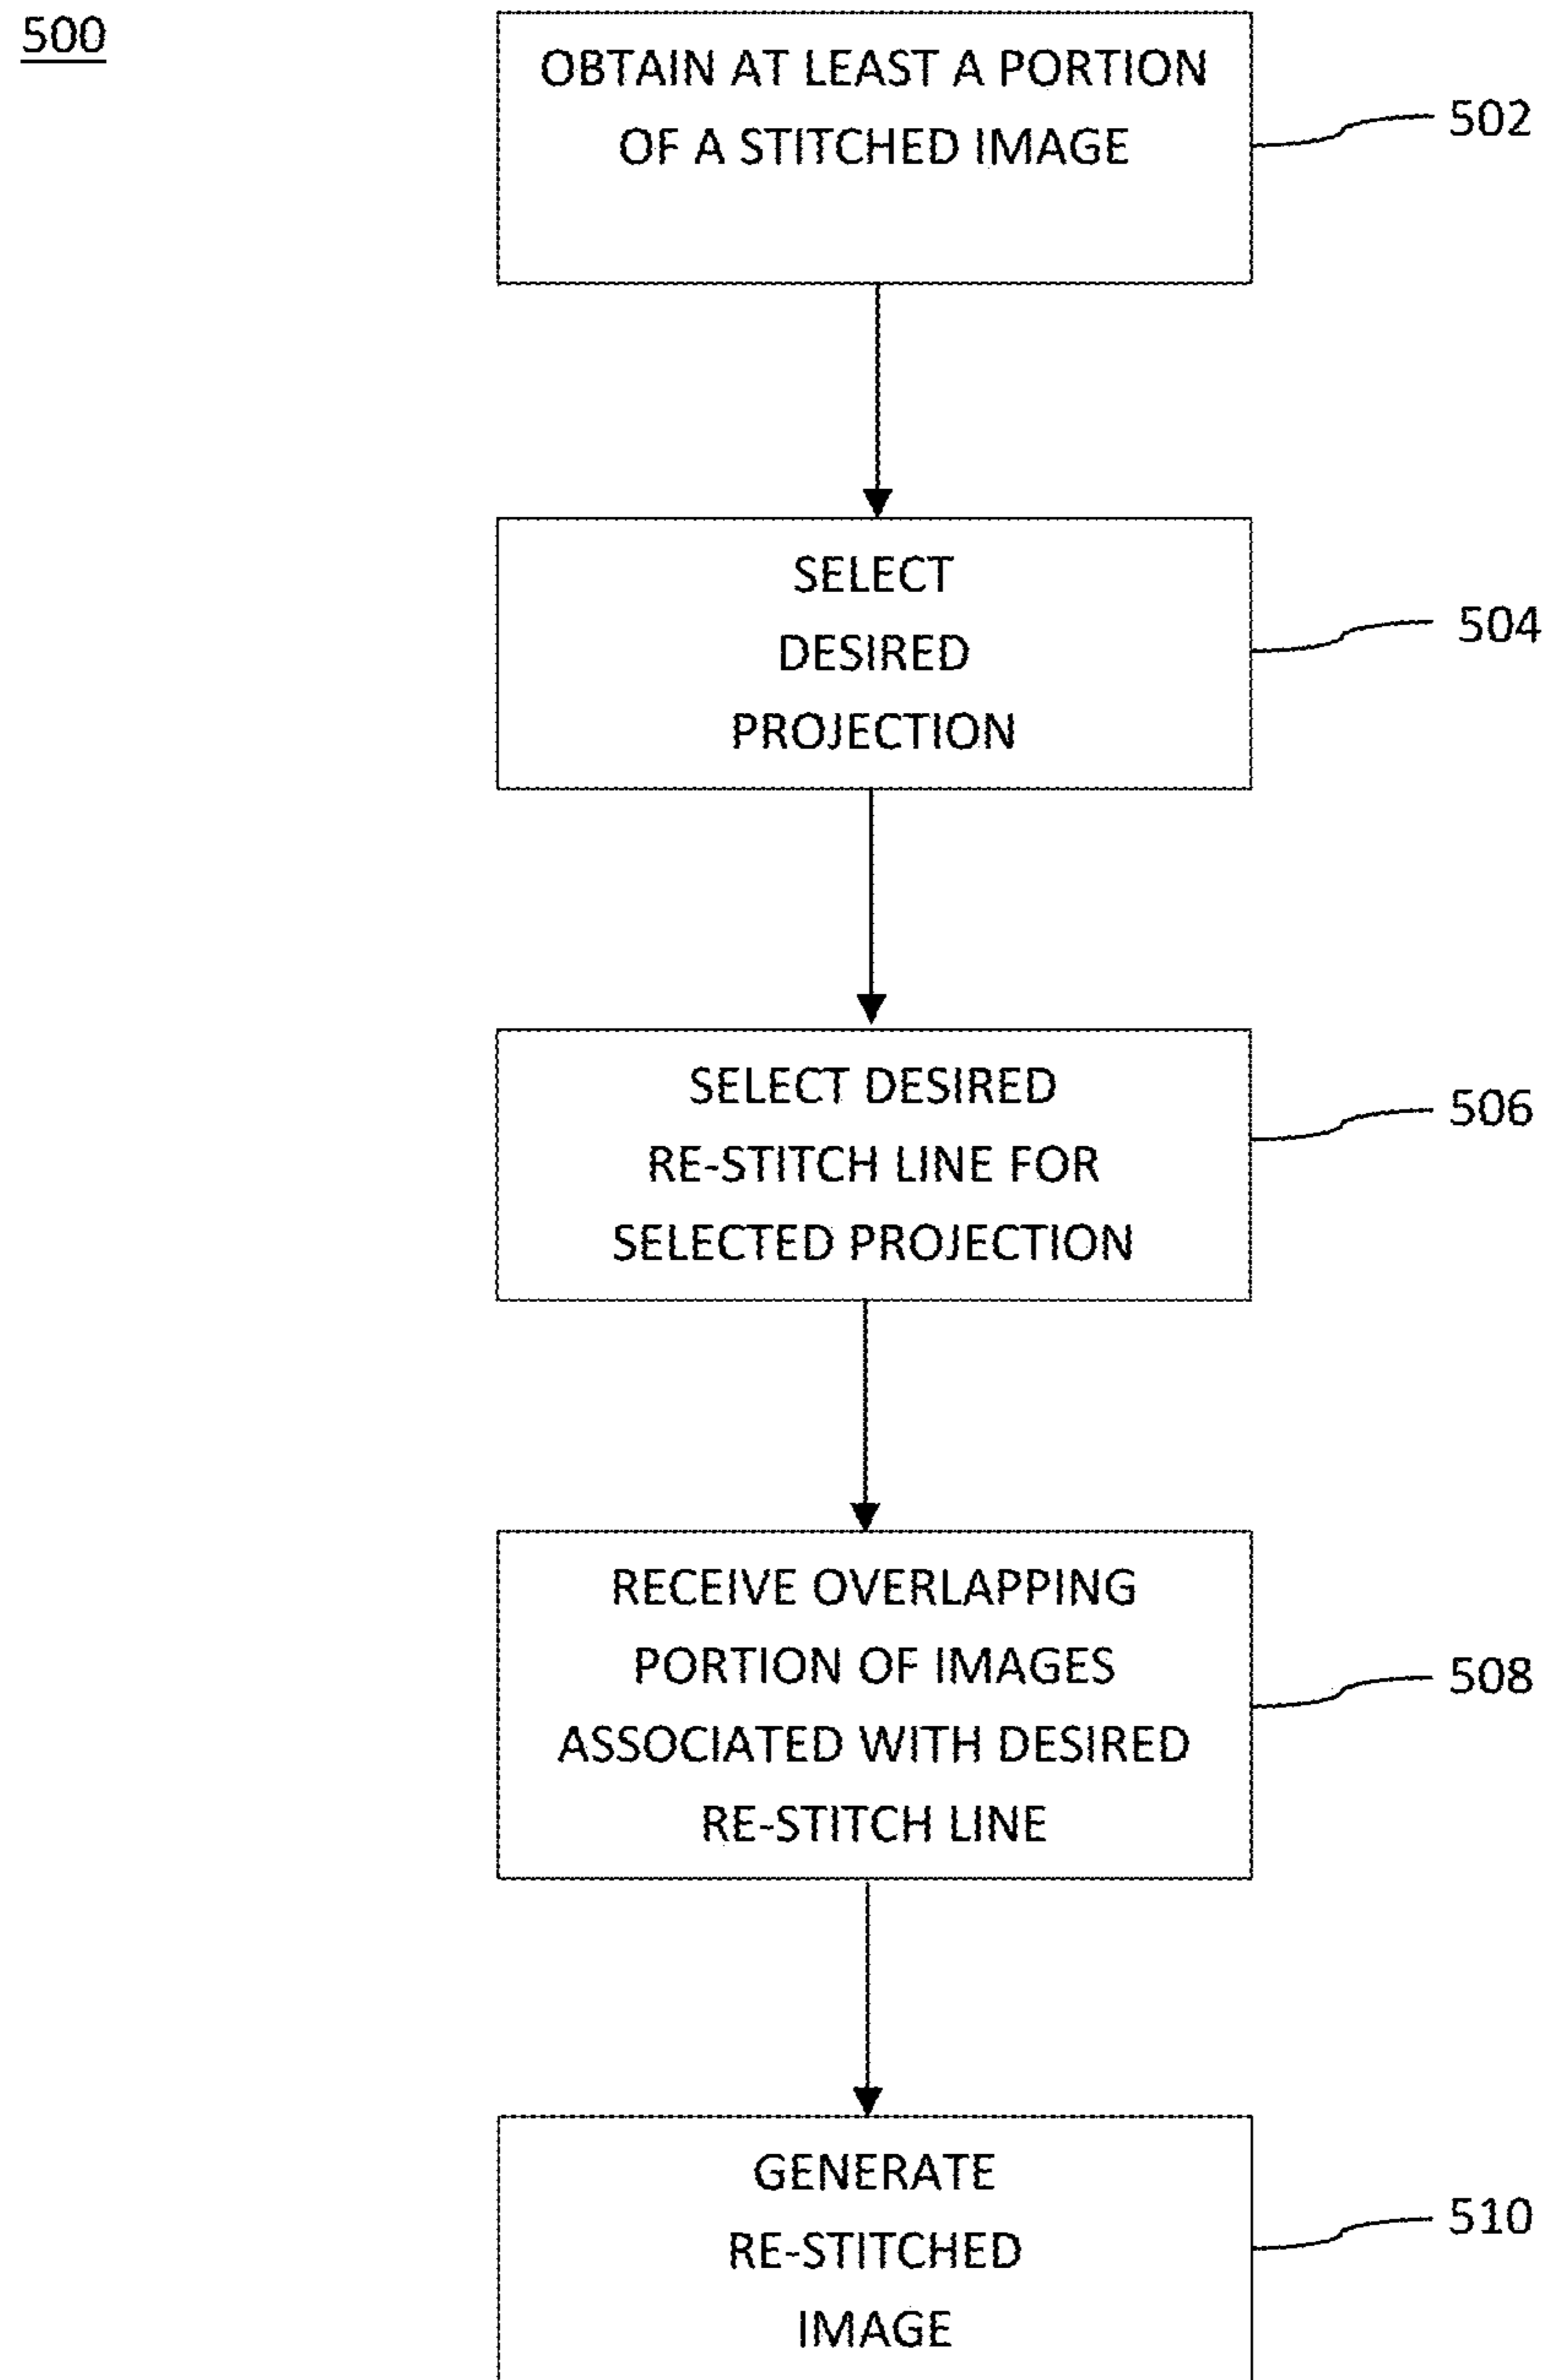 500
OBTAIN AT LEAST A PORTION
OF A STITCHED IMAGE
502
SELECT
DESIRED
PROJECTION
504
SELECT DESIRED
RE-STITCH LINE FOR
SELECTED PROJECTION
506
RECEIVE OVERLAPPING
PORTION OF IMAGES
ASSOCIATED WITH DESIRED
RE-STITCH LINE
508
GENERATE
RE-STITCHED
IMAGE
510